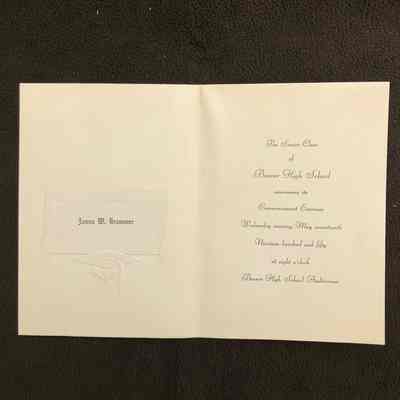 James W. Grammer
The Senior Class
of
Beaver High School
announces its
Commencement Exercises
Wednesday evening, May seventeenth
Nineteen hundred and fifty
at eight o'clock
Beaver High School Auditorium